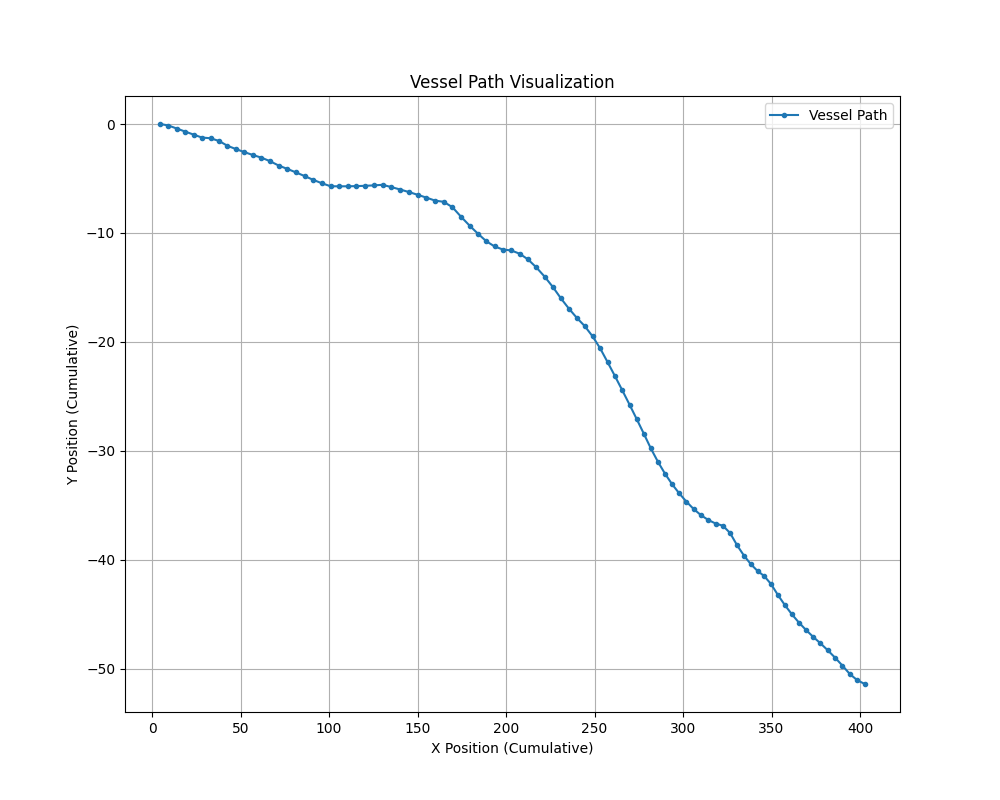 Vessel Path Visualization
Vessel Path
0
−10
−20
−30
−40
−50
Y Position (Cumulative)
0 50 100 150 200 250 300 350 400
X Position (Cumulative)